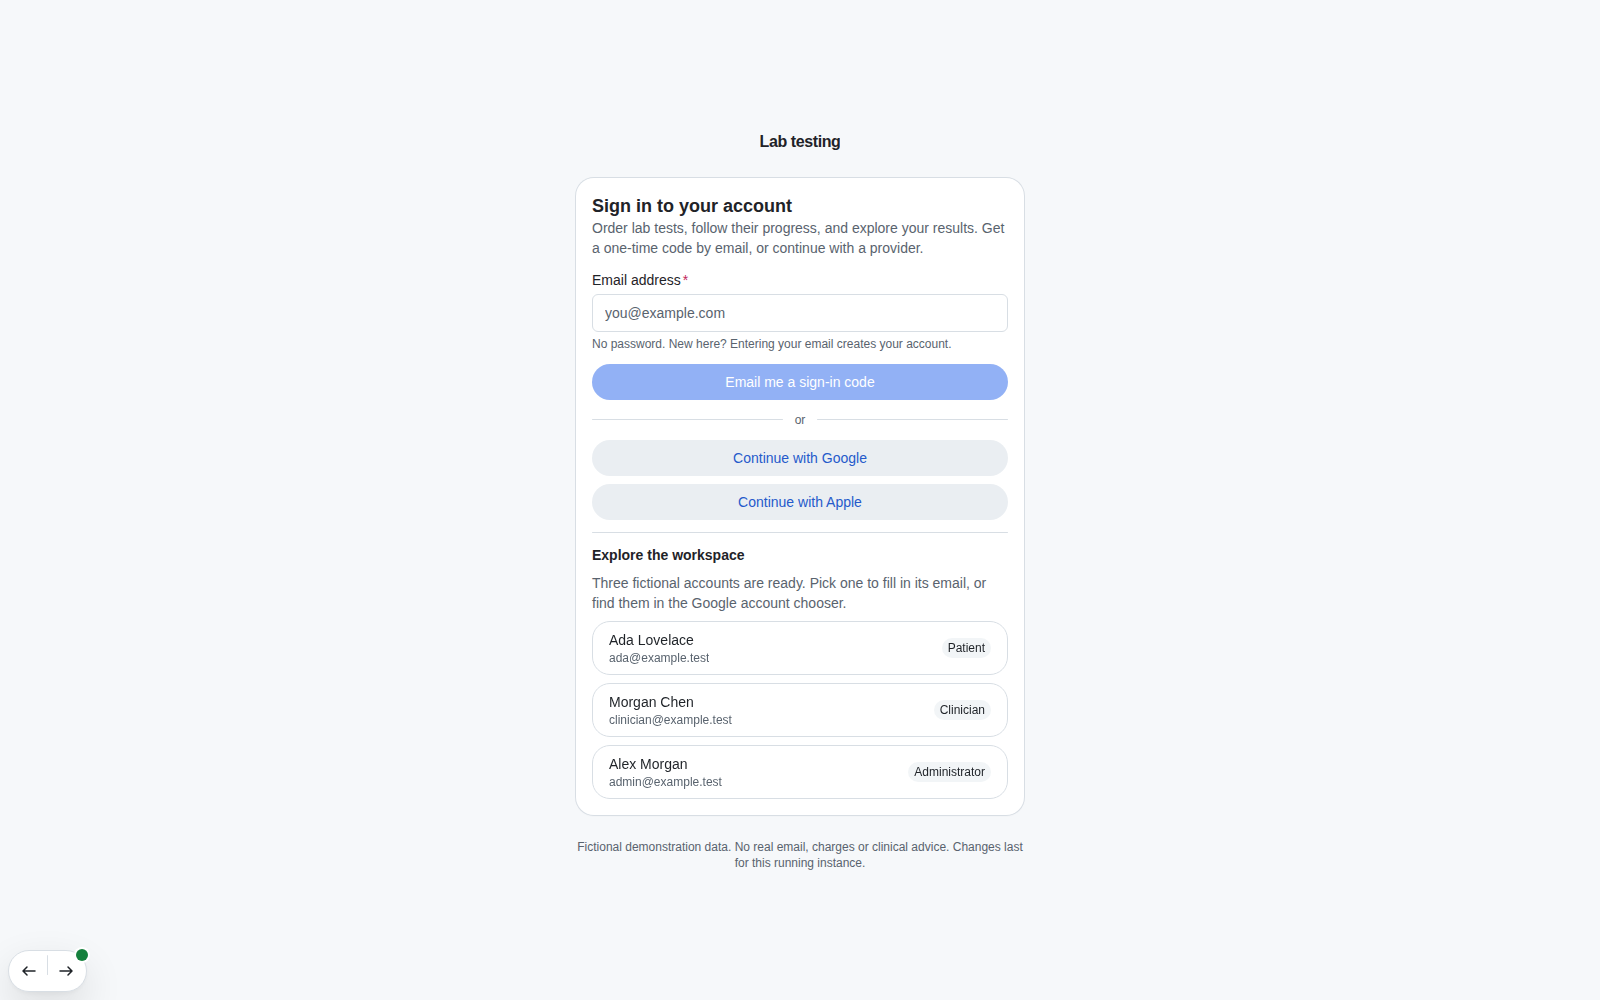 Lab testing
Sign in to your account
Order lab tests, follow their progress, and explore your results. Get
a one-time code by email, or continue with a provider.
Email address*
you@example.com
No password. New here? Entering your email creates your account.
Email me a sign-in code
or
Continue with Google
Continue with Apple
Explore the workspace
Three fictional accounts are ready. Pick one to fill in its email, or
find them in the Google account chooser.
Ada Lovelace
ada@example.test
Patient
Morgan Chen
clinician@example.test
Clinician
Alex Morgan
admin@example.test
Administrator
Fictional demonstration data. No real email, charges or clinical advice. Changes last
for this running instance.